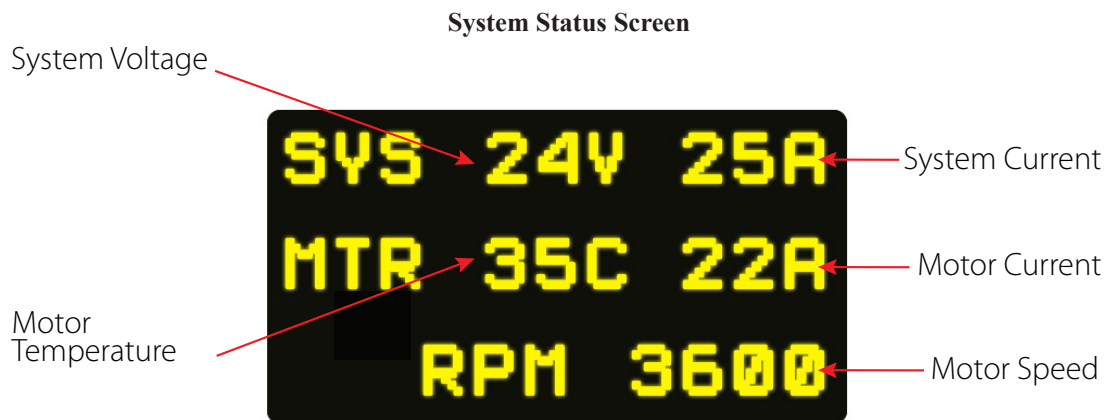 System Status Screen
System Voltage
SYS 24V 25A
System Current
MTR 35C 22A
Motor Current
Motor
Temperature
RPM 3600
Motor Speed